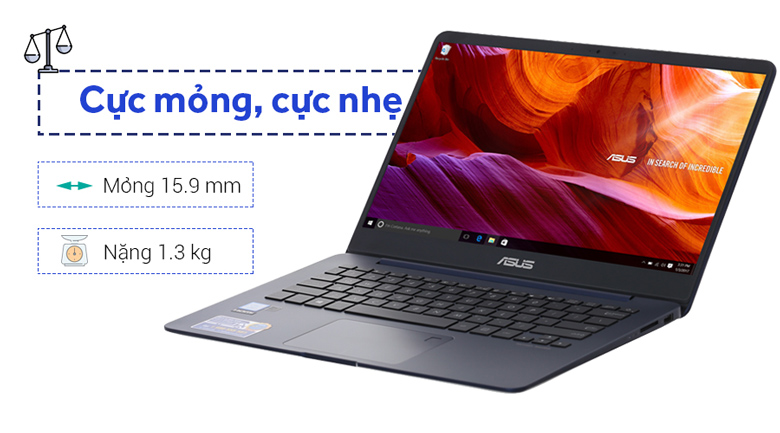 Cực mỏng, cực nhẹ
Mỏng 15.9 mm
Nặng 1.3 kg
ASUS IN SEARCH OF INCREDIBLE
ASUS